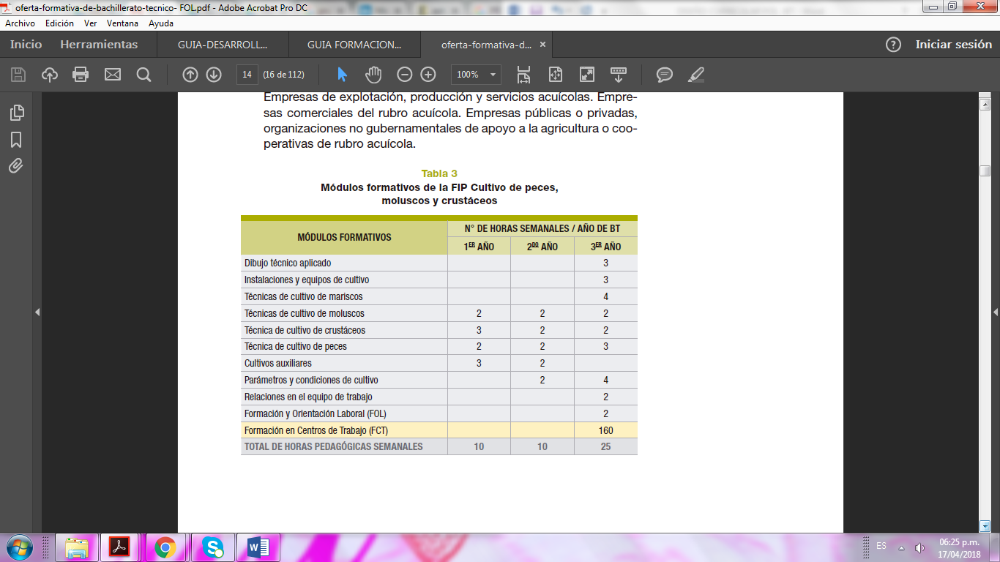 oferta-formativa-de-bachillerato-tecnico- FOL.pdf - Adobe Acrobat Pro DC
Archivo Edición Ver Ventana Ayuda
Inicio Herramientas GUIA-DESARROLL... GUIA FORMACION... oferta-formativa-d... × ? Iniciar sesión
14 (16 de 112) 100%
Empresas de explotación, producción y servicios acuícolas. Empre-
sas comerciales del rubro acuícola. Empresas públicas o privadas,
organizaciones no gubernamentales de apoyo a la agricultura o coo-
perativas de rubro acuícola.
Tabla 3
Módulos formativos de la FIP Cultivo de peces,
moluscos y crustáceos
MÓDULOS FORMATIVOS N° DE HORAS SEMANALES / AÑO DE BT
1ER AÑO 2DO AÑO 3ER AÑO
Dibujo técnico aplicado 3
Instalaciones y equipos de cultivo 3
Técnicas de cultivo de mariscos 4
Técnicas de cultivo de moluscos 2 2 2
Técnica de cultivo de crustáceos 3 2 2
Técnica de cultivo de peces 2 2 3
Cultivos auxiliares 3 2
Parámetros y condiciones de cultivo 2 4
Relaciones en el equipo de trabajo 2
Formación y Orientación Laboral (FOL) 2
Formación en Centros de Trabajo (FCT) 160
TOTAL DE HORAS PEDAGÓGICAS SEMANALES 10 10 25
ES 06:25 p.m.
17/04/2018